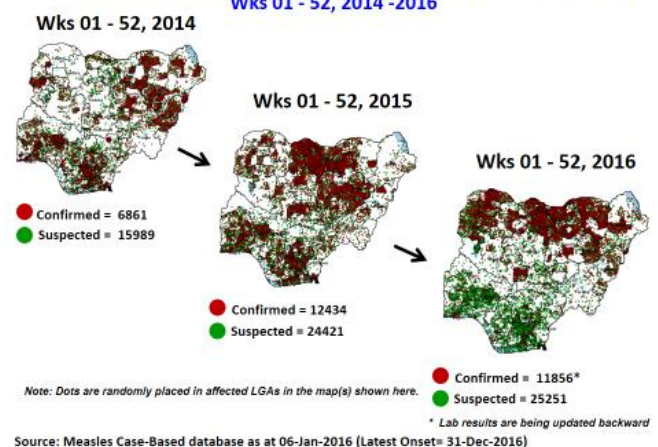 Wks 01 - 52, 2014 -2016
Wks 01 - 52, 2014
Confirmed = 6861
Suspected = 15989
Wks 01 - 52, 2015
Confirmed = 12434
Suspected = 24421
Wks 01 - 52, 2016
Confirmed = 11856*
Suspected = 25251
Note: Dots are randomly placed in affected LGAs in the map(s) shown here.
* Lab results are being updated backward
Source: Measles Case-Based database as at 06-Jan-2016 (Latest Onset= 31-Dec-2016)